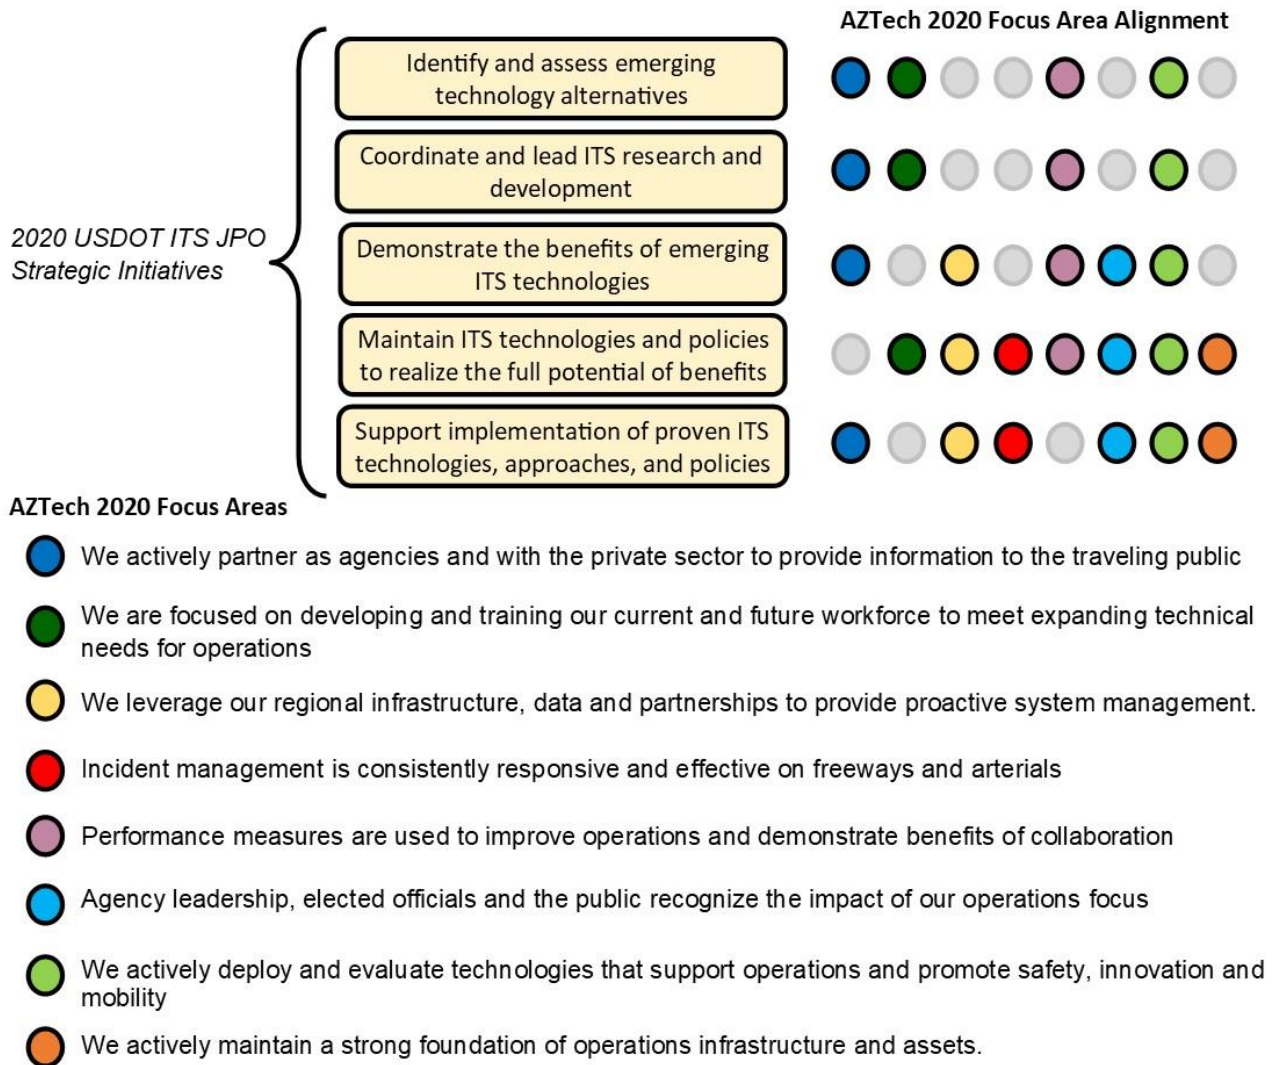 AZTech 2020 Focus Area Alignment
Identify and assess emerging
technology alternatives
Coordinate and lead ITS research and
development
2020 USDOT ITS JPO
Strategic Initiatives
Demonstrate the benefits of emerging
ITS technologies
Maintain ITS technologies and policies
to realize the full potential of benefits
Support implementation of proven ITS
technologies, approaches, and policies
AZTech 2020 Focus Areas
We actively partner as agencies and with the private sector to provide information to the traveling public
We are focused on developing and training our current and future workforce to meet expanding technical
needs for operations
We leverage our regional infrastructure, data and partnerships to provide proactive system management.
Incident management is consistently responsive and effective on freeways and arterials
Performance measures are used to improve operations and demonstrate benefits of collaboration
Agency leadership, elected officials and the public recognize the impact of our operations focus
We actively deploy and evaluate technologies that support operations and promote safety, innovation and
mobility
We actively maintain a strong foundation of operations infrastructure and assets.